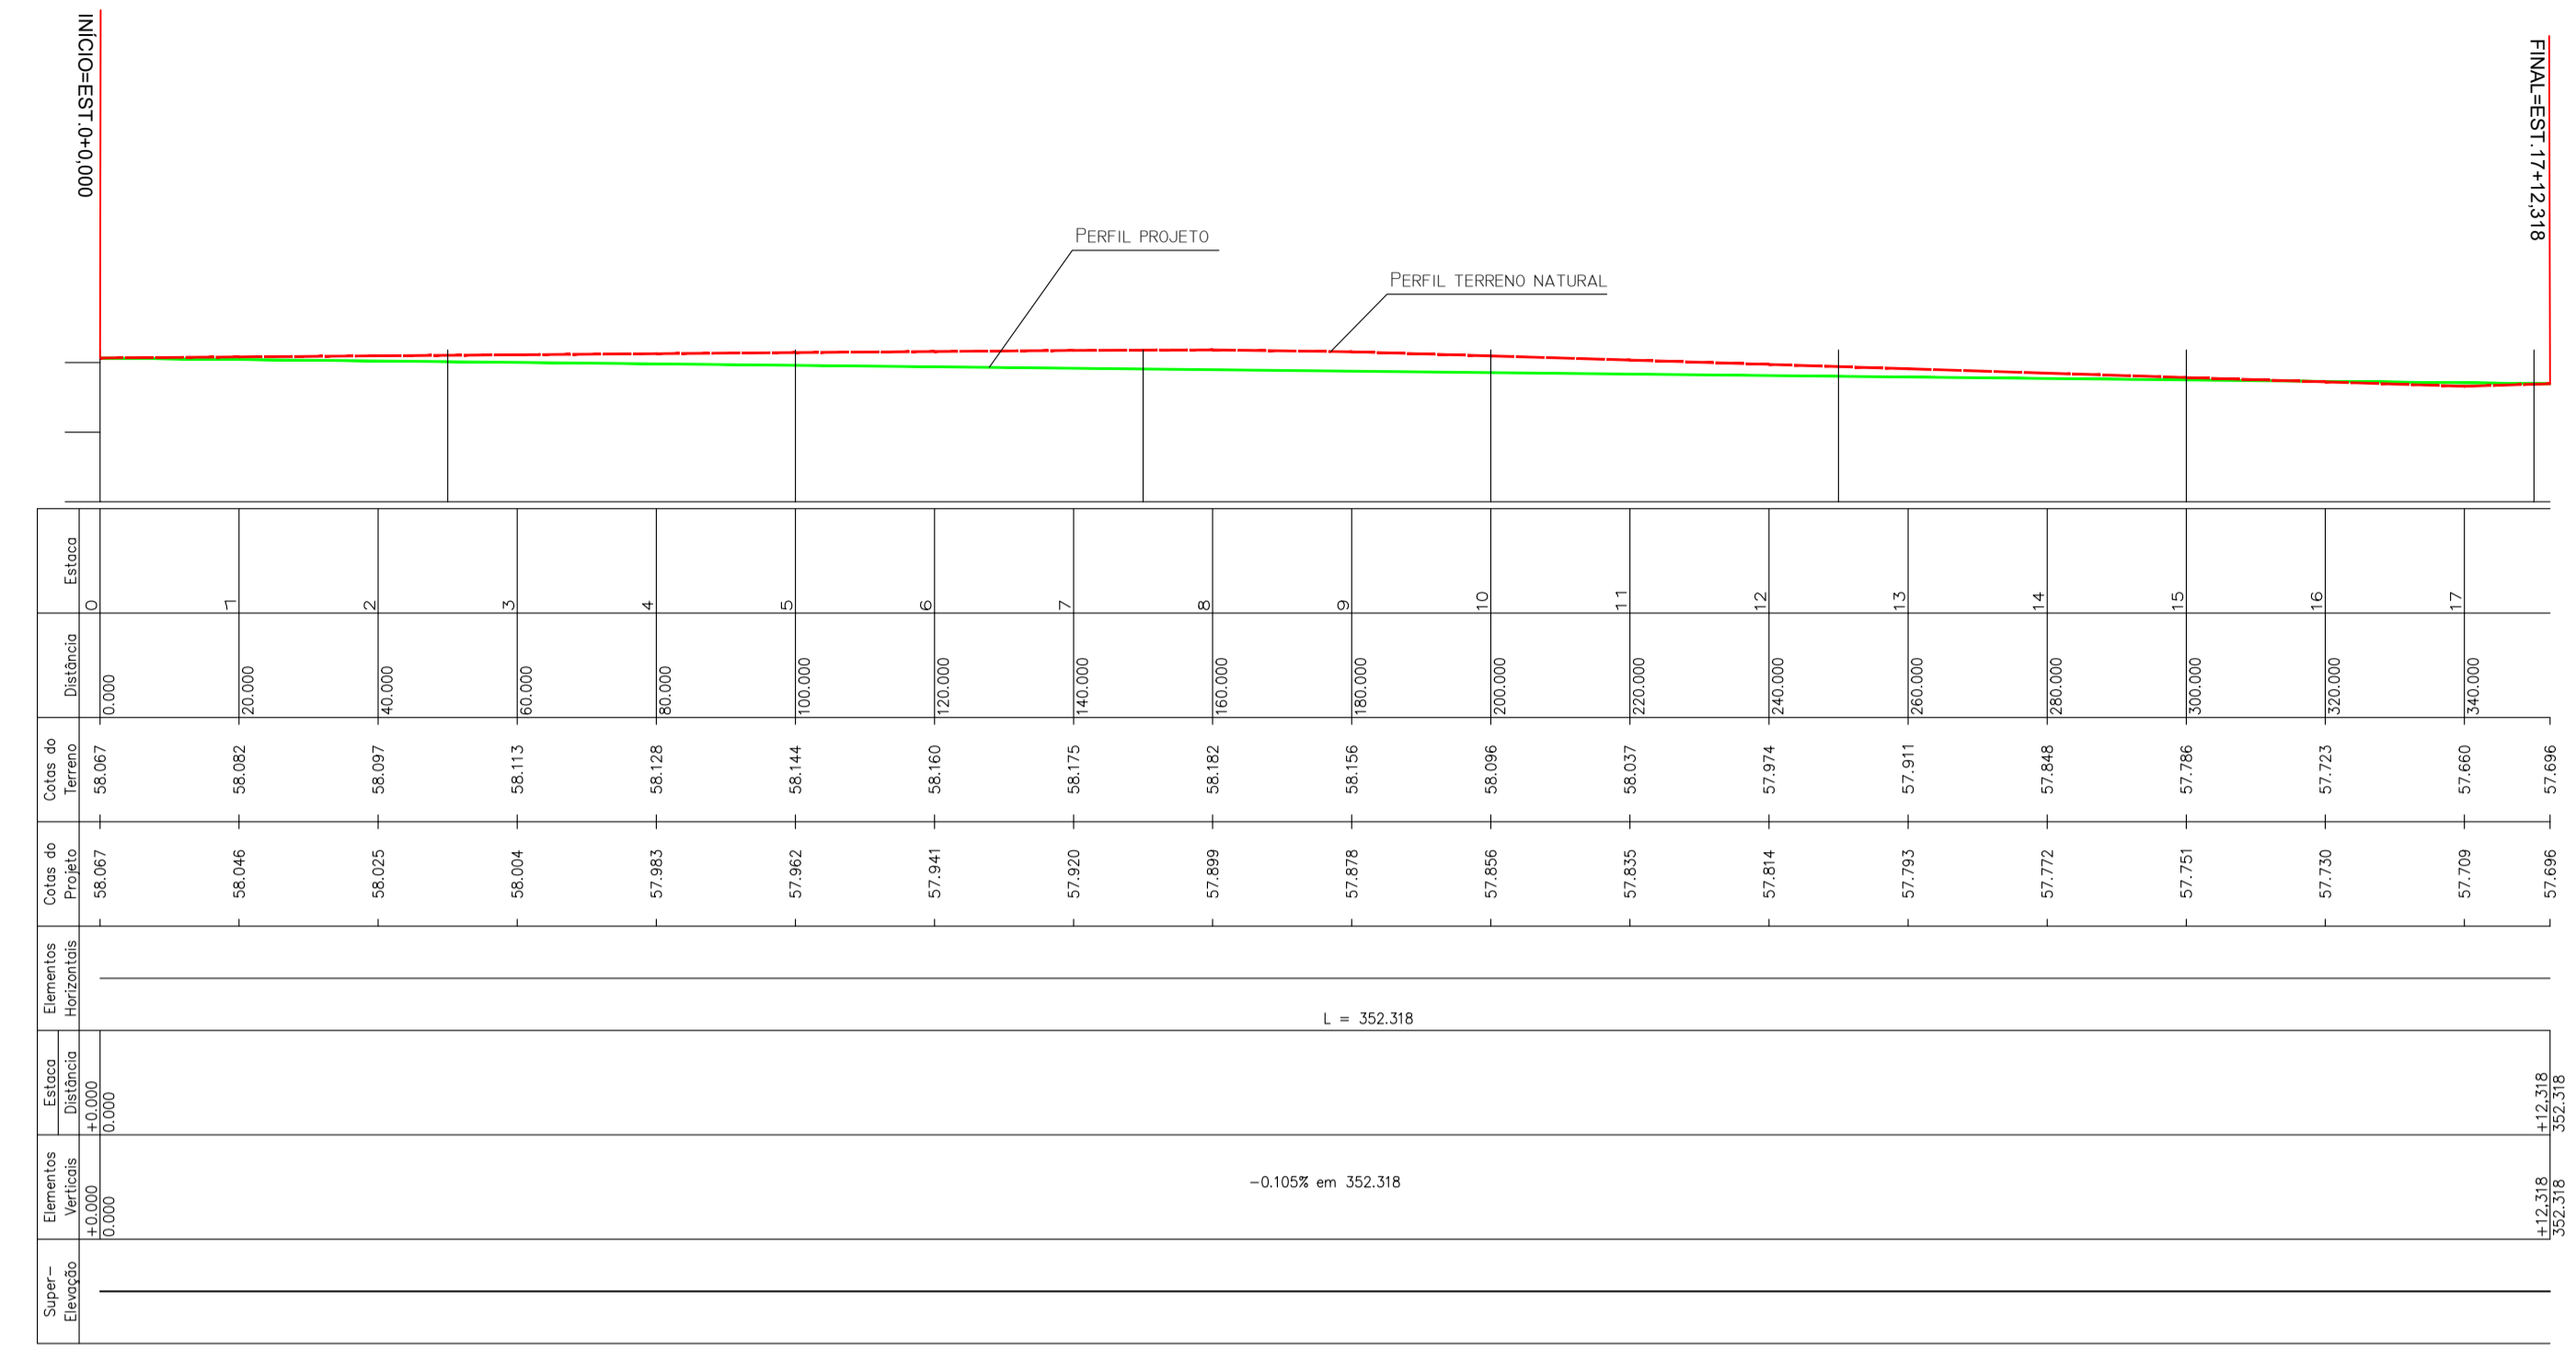 INÍCIO=EST.0+0,000
FINAL=EST.17+12,318
PERFIL PROJETO
PERFIL TERRENO NATURAL
Estaca
0 1 2 3 4 5 6 7 8 9 10 11 12 13 14 15 16 17
Distância
0.000 20.000 40.000 60.000 80.000 100.000 120.000 140.000 160.000 180.000 200.000 220.000 240.000 260.000 280.000 300.000 320.000 340.000
Cotas do
Terreno
58.067 58.082 58.097 58.113 58.128 58.144 58.160 58.175 58.182 58.156 58.096 58.037 57.974 57.911 57.848 57.786 57.723 57.660 57.696
Cotas do
Projeto
58.067 58.046 58.025 58.004 57.983 57.962 57.941 57.920 57.899 57.878 57.856 57.835 57.814 57.793 57.772 57.751 57.730 57.709 57.696
Elementos
Horizontais
L = 352.318
Estaca
Distância
+0.000
0.000
+12,318
352.318
Elementos
Verticais
+0.000
0.000
-0.105% em 352.318
+12,318
352.318
Super-
Elevação